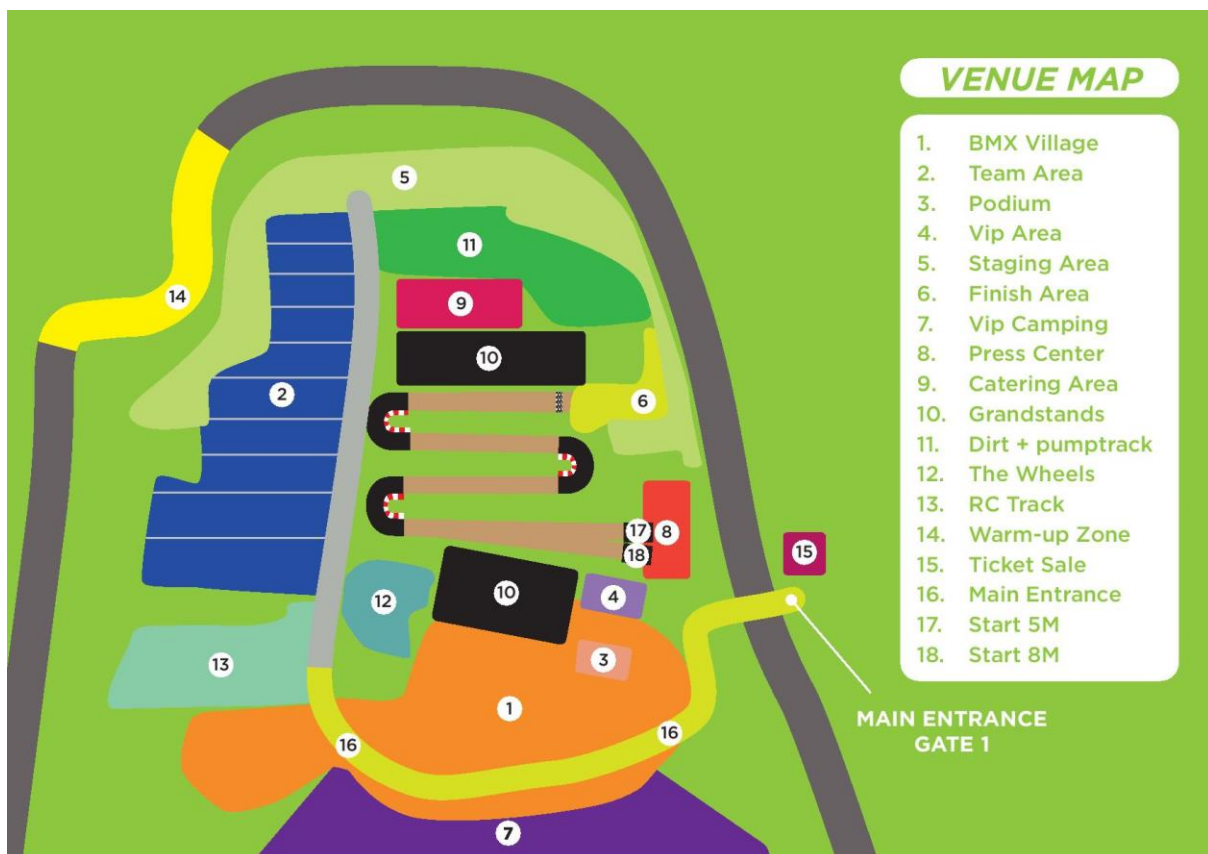 VENUE MAP
1. BMX Village
2. Team Area
3. Podium
4. Vip Area
5. Staging Area
6. Finish Area
7. Vip Camping
8. Press Center
9. Catering Area
10. Grandstands
11. Dirt + pumptrack
12. The Wheels
13. RC Track
14. Warm-up Zone
15. Ticket Sale
16. Main Entrance
17. Start 5M
18. Start 8M
5
11
14
9
10
2
6
17 8
18
15
12
10
4
13
3
1
16
16
MAIN ENTRANCE
GATE 1
7